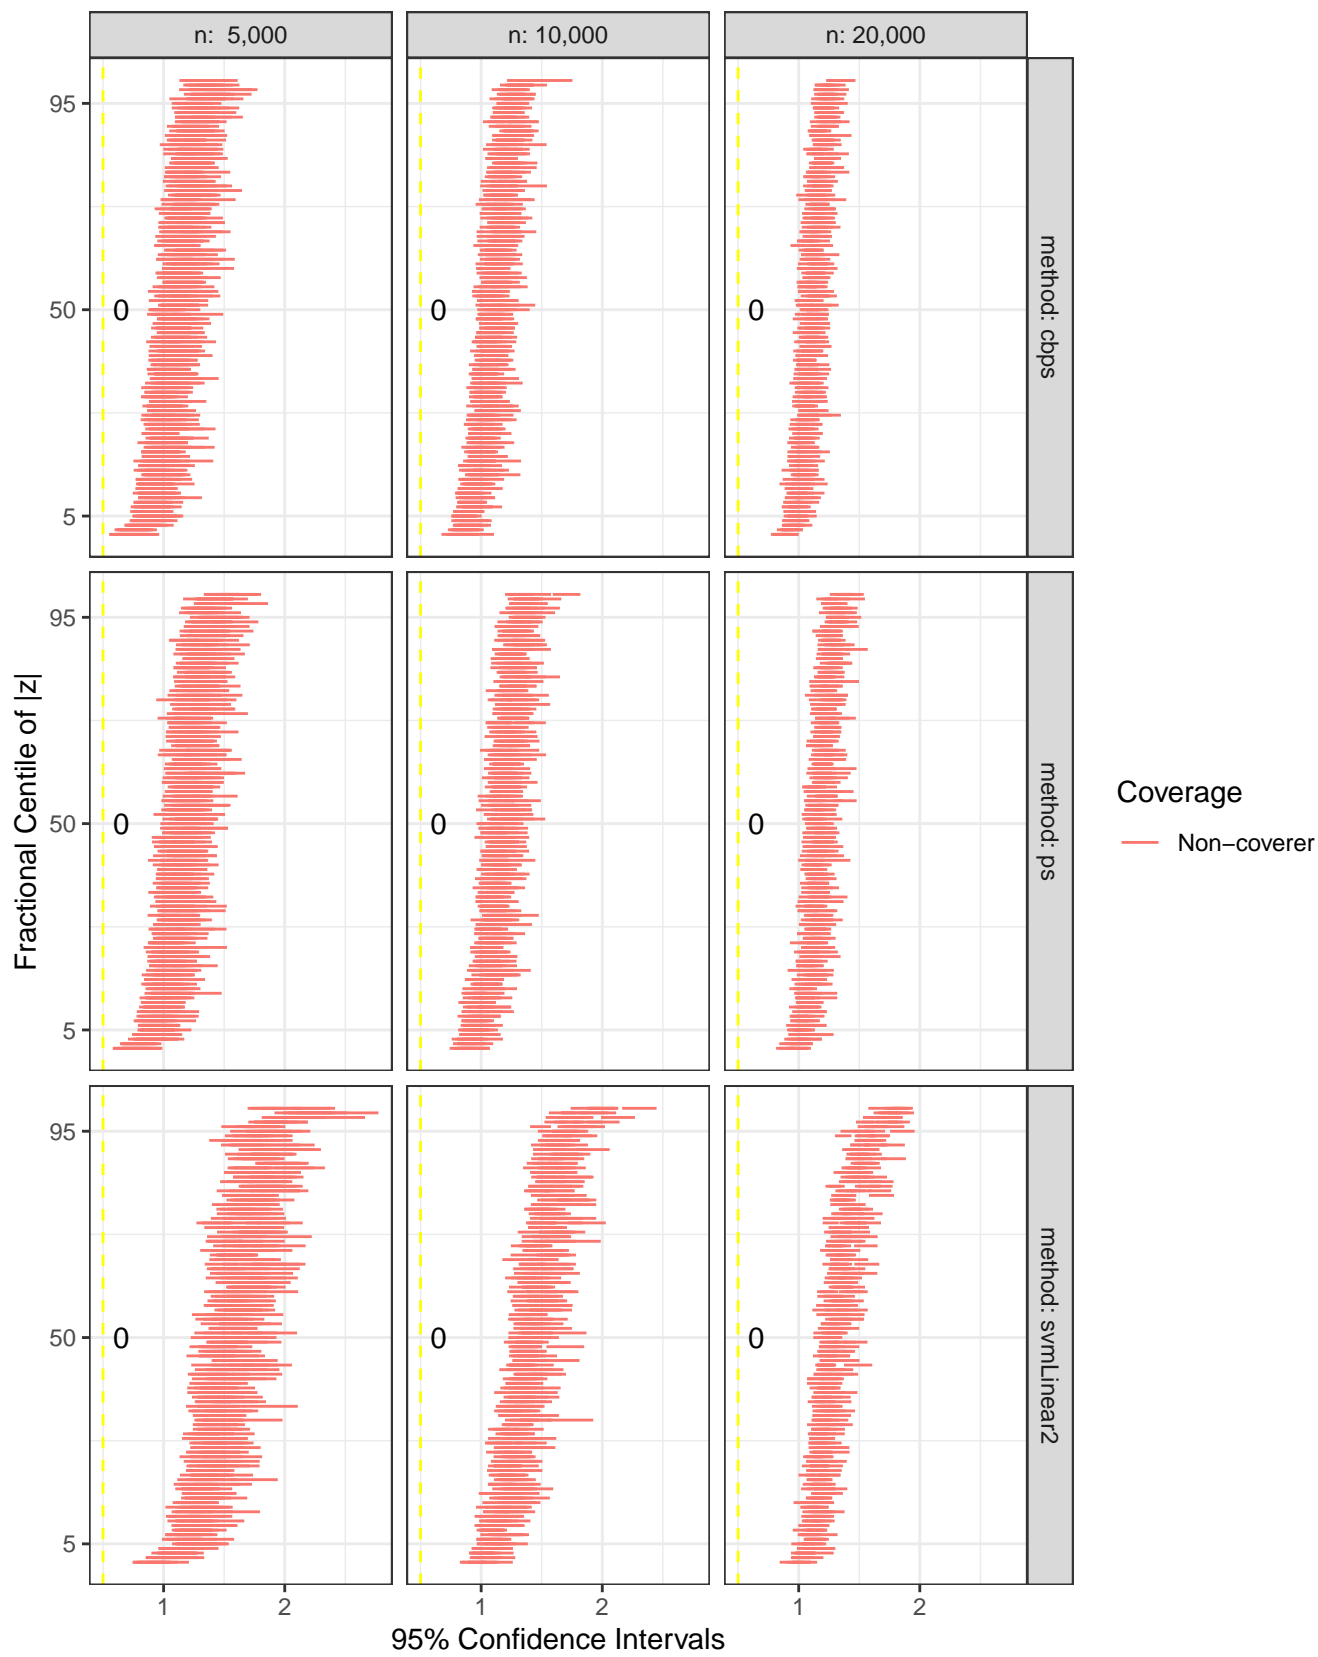 n:  5,000
n: 10,000
n: 20,000
95
50
5
0
0
0
method: cbps
95
50
5
0
0
0
method: ps
95
50
5
0
0
0
method: svmLinear2
1
2
1
2
1
2
95% Confidence Intervals
Fractional Centile of |z|
Coverage
Non−coverer